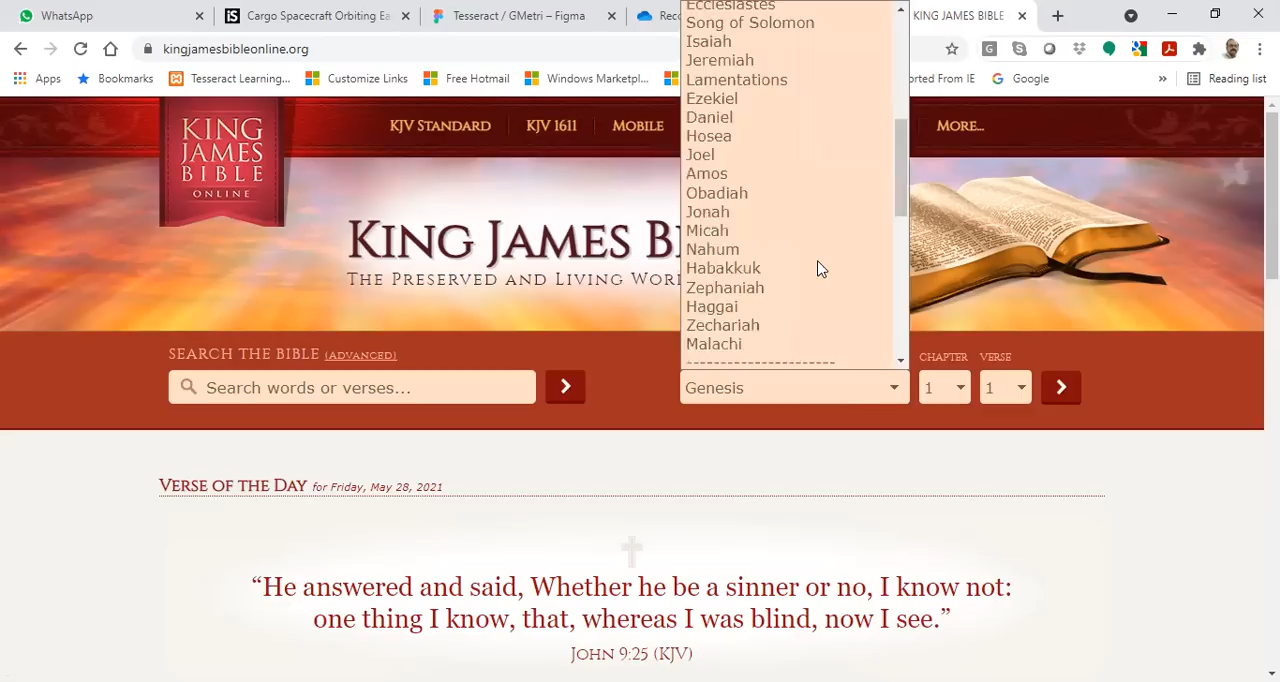 WhatsApp
Cargo Spacecraft Orbiting Ea
Tesseract / GMetri – Figma
KING JAMES BIBLE
kingjamesbibleonline.org
Apps
Bookmarks
Tesseract Learning...
Customize Links
Free Hotmail
Windows Marketpl...
orted From IE
Google
»
Reading list
KING
JAMES
BIBLE
ONLINE
KJV STANDARD
KJV 1611
MOBILE
MORE...
KING JAMES B
THE PRESERVED AND LIVING WOR
Ecclesiastes
Song of Solomon
Isaiah
Jeremiah
Lamentations
Ezekiel
Daniel
Hosea
Joel
Amos
Obadiah
Jonah
Micah
Nahum
Habakkuk
Zephaniah
Haggai
Zechariah
Malachi
SEARCH THE BIBLE (ADVANCED)
CHAPTER
VERSE
Search words or verses...
Genesis
1
1
VERSE OF THE DAY for Friday, May 28, 2021
“He answered and said, Whether he be a sinner or no, I know not:
one thing I know, that, whereas I was blind, now I see.”
JOHN 9:25 (KJV)